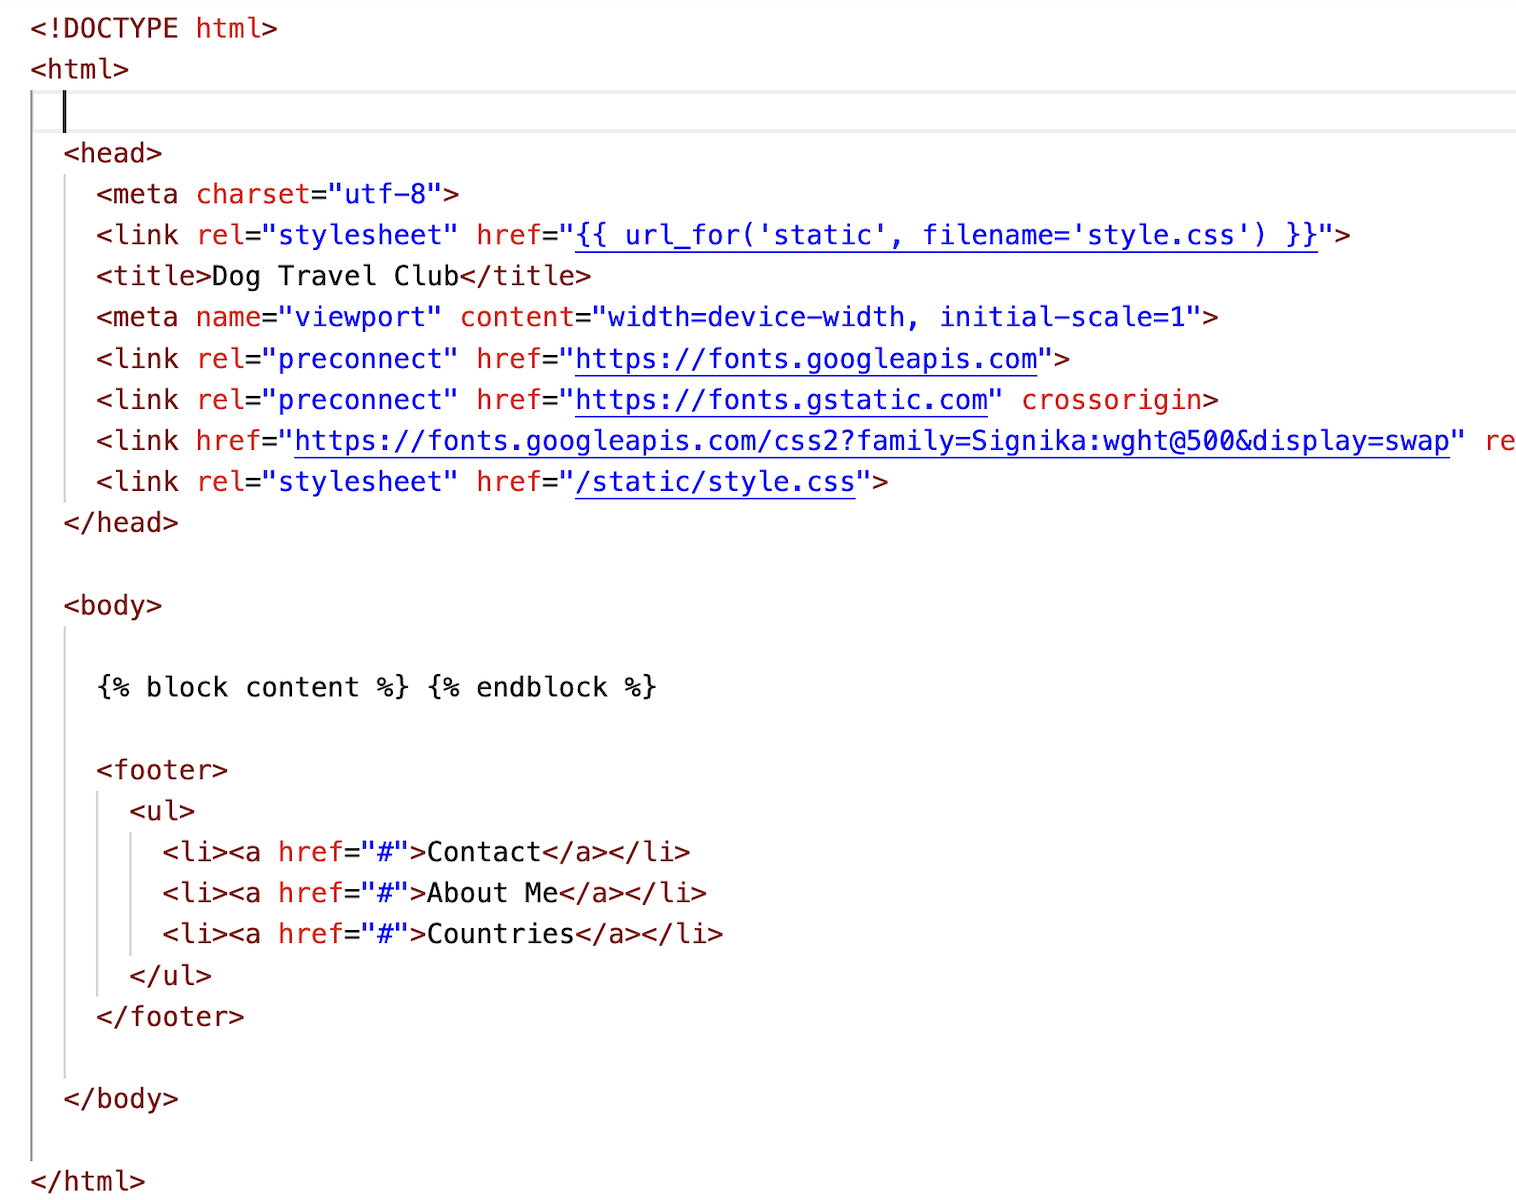 <!DOCTYPE html>
<html>
<head>
<meta charset="utf-8">
<link rel="stylesheet" href="{{ url_for('static', filename='style.css') }}">
<title>Dog Travel Club</title>
<meta name="viewport" content="width=device-width, initial-scale=1">
<link rel="preconnect" href="https://fonts.googleapis.com">
<link rel="preconnect" href="https://fonts.gstatic.com" crossorigin>
<link href="https://fonts.googleapis.com/css2?family=Signika:wght@500&display=swap" re
<link rel="stylesheet" href="/static/style.css">
</head>
<body>
{% block content %} {% endblock %}
<footer>
<ul>
<li><a href="#">Contact</a></li>
<li><a href="#">About Me</a></li>
<li><a href="#">Countries</a></li>
</ul>
</footer>
</body>
</html>